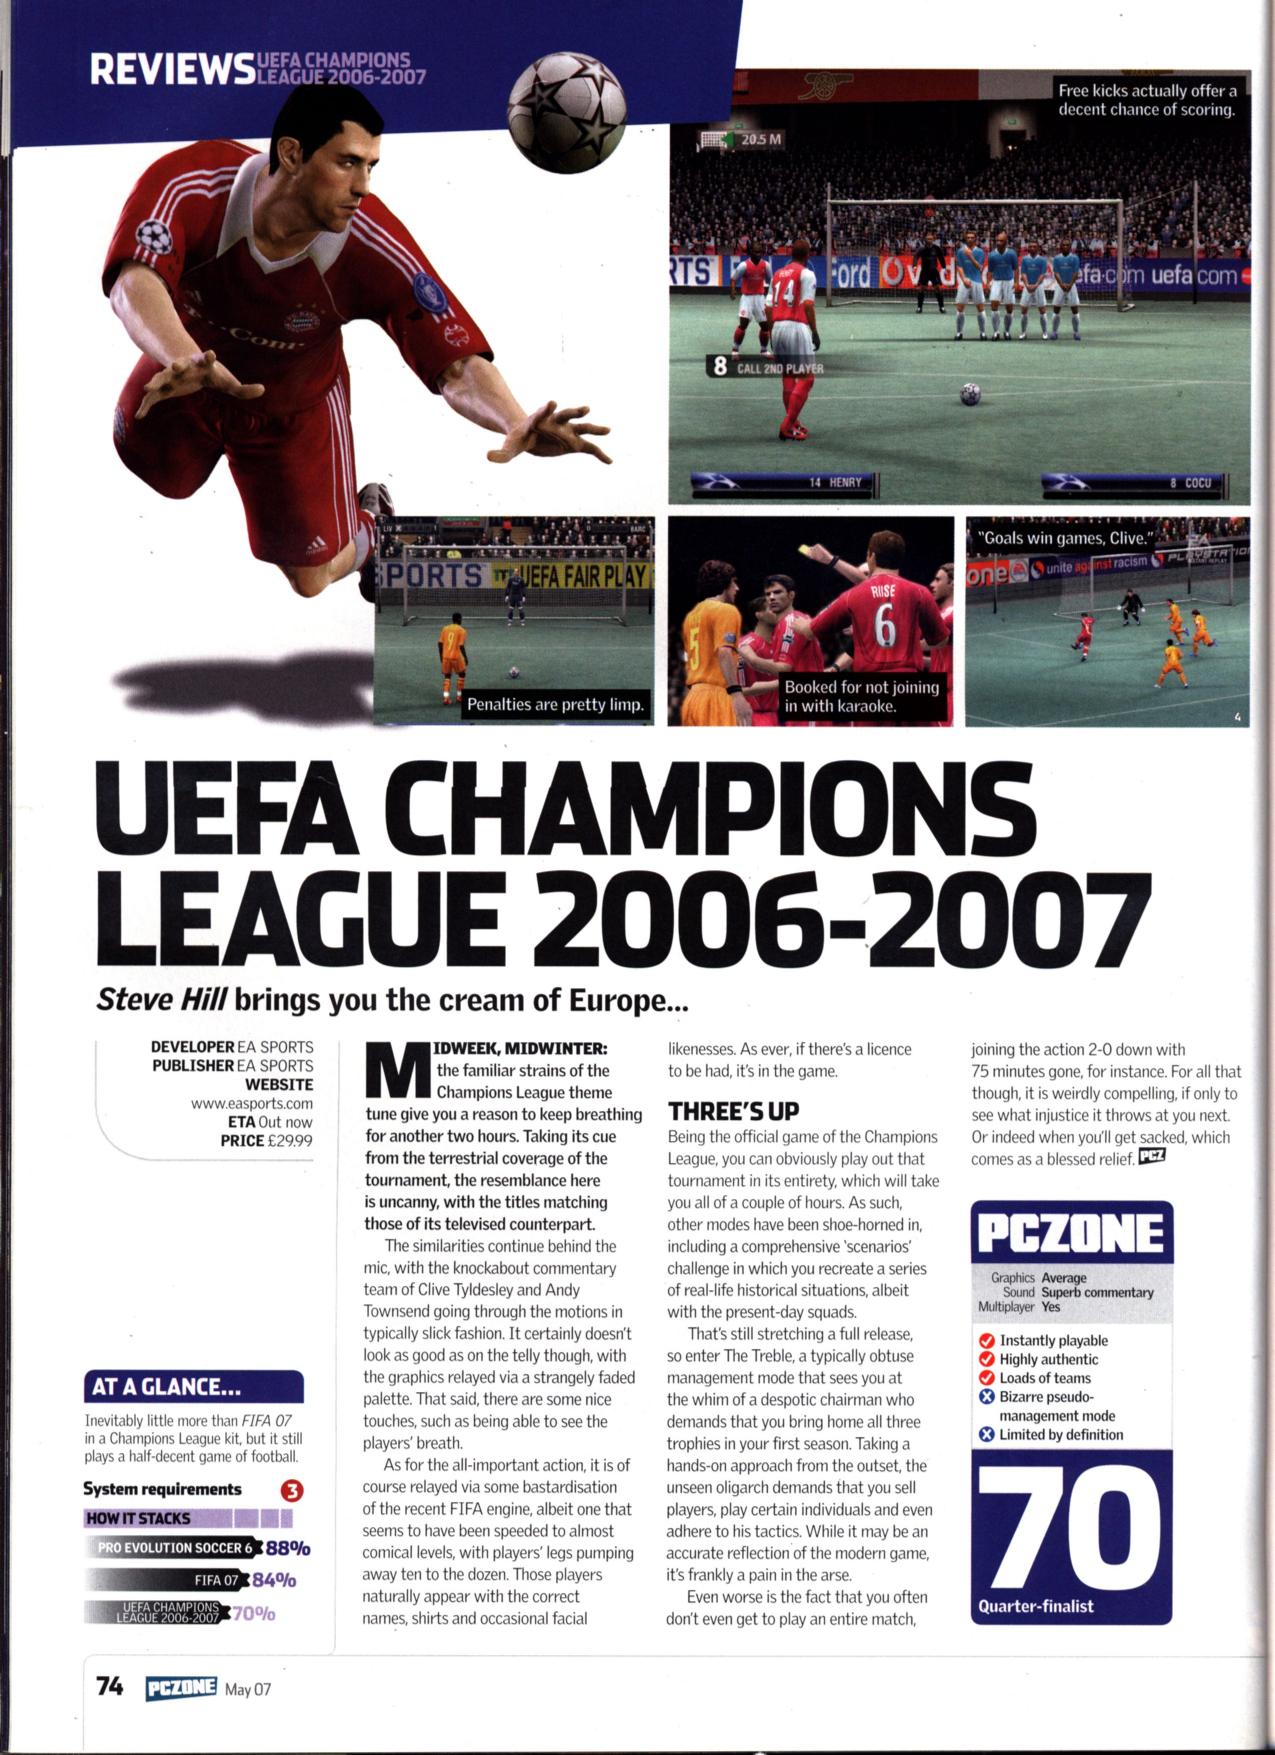 REVIEWS UEFA CHAMPIONS
LEAGUE 2006-2007
Free kicks actually offer a
decent chance of scoring.
20.5 M
RTS
Ford
efa.com uefa.com
14
8 CALL 2ND PLAYER
14 HENRY
8 COCU
T · · Com ·
adidas
LIV
BARC
SPORTS
UEFA FAIR PLAY
9
Penalties are pretty limp.
5
RIISE
6
Booked for not joining
in with karaoke.
"Goals win games, Clive."
one
EA
unite against racism
4
UEFA CHAMPIONS
LEAGUE 2006-2007
Steve Hill brings you the cream of Europe...
DEVELOPER EA SPORTS
PUBLISHER EA SPORTS
WEBSITE
www.easports.com
ETA Out now
PRICE £29.99
AT A GLANCE...
Inevitably little more than FIFA 07
in a Champions League kit, but it still
plays a half-decent game of football.
System requirements 3
HOW IT STACKS
PRO EVOLUTION SOCCER 6 88%
FIFA 07 84%
UEFA CHAMPIONS
LEAGUE 2006-2007 70%
MIDWEEK, MIDWINTER:
the familiar strains of the
Champions League theme
tune give you a reason to keep breathing
for another two hours. Taking its cue
from the terrestrial coverage of the
tournament, the resemblance here
is uncanny, with the titles matching
those of its televised counterpart.
The similarities continue behind the
mic, with the knockabout commentary
team of Clive Tyldesley and Andy
Townsend going through the motions in
typically slick fashion. It certainly doesn't
look as good as on the telly though, with
the graphics relayed via a strangely faded
palette. That said, there are some nice
touches, such as being able to see the
players' breath.
As for the all-important action, it is of
course relayed via some bastardisation
of the recent FIFA engine, albeit one that
seems to have been speeded to almost
comical levels, with players' legs pumping
away ten to the dozen. Those players
naturally appear with the correct
names, shirts and occasional facial
likenesses. As ever, if there's a licence
to be had, it's in the game.
THREE'S UP
Being the official game of the Champions
League, you can obviously play out that
tournament in its entirety, which will take
you all of a couple of hours. As such,
other modes have been shoe-horned in,
including a comprehensive 'scenarios'
challenge in which you recreate a series
of real-life historical situations, albeit
with the present-day squads.
That's still stretching a full release,
so enter The Treble, a typically obtuse
management mode that sees you at
the whim of a despotic chairman who
demands that you bring home all three
trophies in your first season. Taking a
hands-on approach from the outset, the
unseen oligarch demands that you sell
players, play certain individuals and even
adhere to his tactics. While it may be an
accurate reflection of the modern game,
it's frankly a pain in the arse.
Even worse is the fact that you often
don't even get to play an entire match,
joining the action 2-0 down with
75 minutes gone, for instance. For all that
though, it is weirdly compelling, if only to
see what injustice it throws at you next.
Or indeed when you'll get sacked, which
comes as a blessed relief. PCZ
PCZONE
Graphics Average
Sound Superb commentary
Multiplayer Yes
Instantly playable
Highly authentic
Loads of teams
Bizarre pseudo-
management mode
Limited by definition
70
Quarter-finalist
74 PCZONE May 07